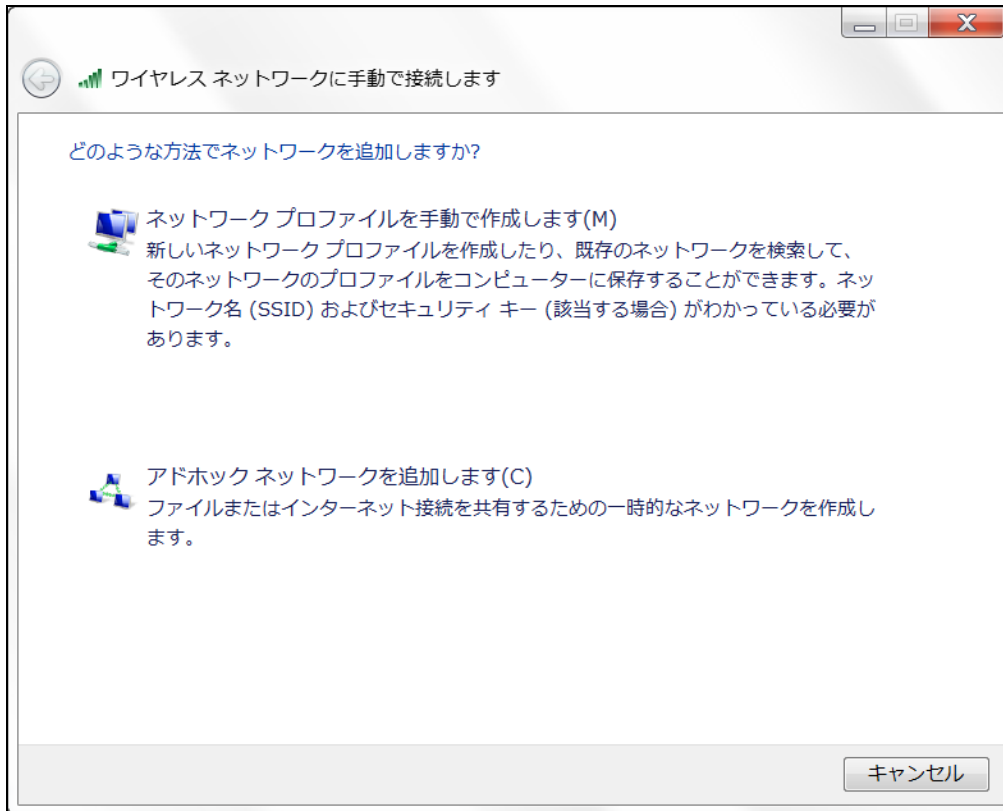 ワイヤレス ネットワークに手動で接続します
どのような方法でネットワークを追加しますか?
ネットワーク プロファイルを手動で作成します(M)
新しいネットワーク プロファイルを作成したり、既存のネットワークを検索して、
そのネットワークのプロファイルをコンピューターに保存することができます。ネッ
トワーク名 (SSID) およびセキュリティ キー (該当する場合) がわかっている必要が
あります。
アドホック ネットワークを追加します(C)
ファイルまたはインターネット接続を共有するための一時的なネットワークを作成し
ます。
キャンセル